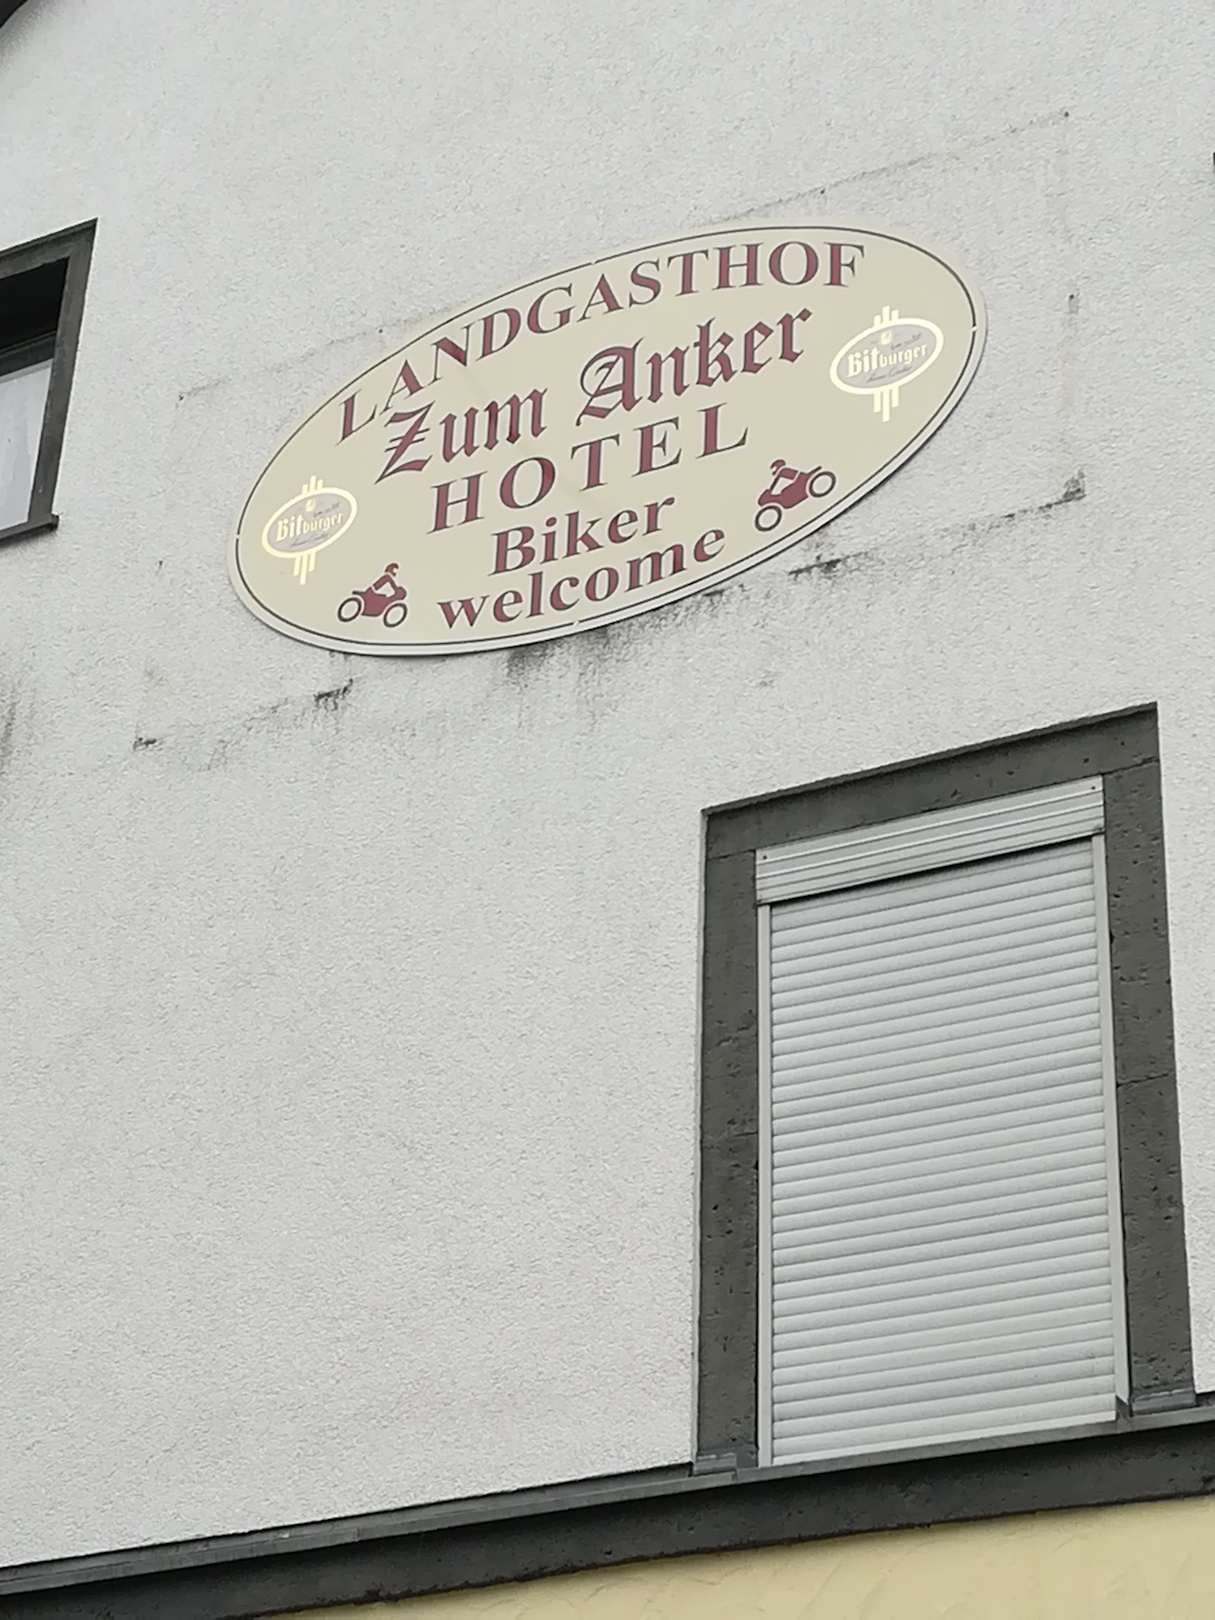 LANDGASTHOF
Zum Anker
HOTEL
Biker
welcome
Bitburger
Bitburger